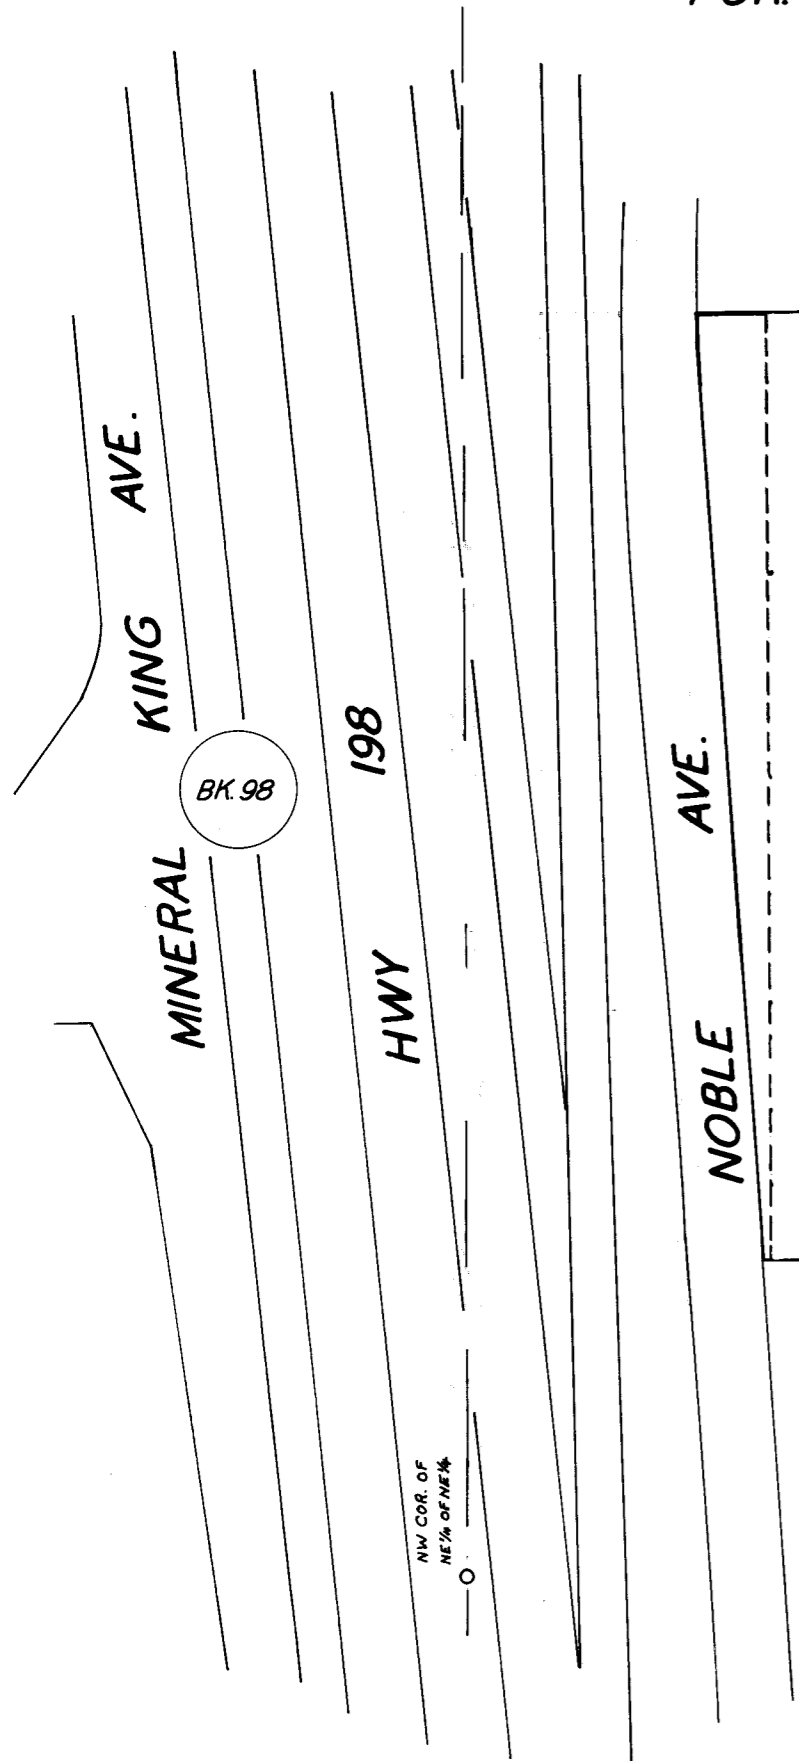 MINERAL KING AVE.
BK. 98
HWY 198
NW COR. OF
NE¼ OF NE¼
NOBLE AVE.